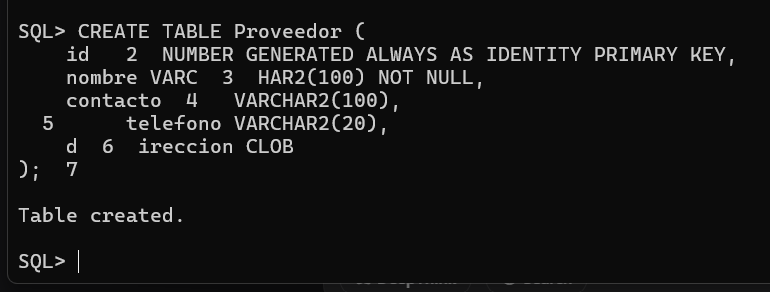 SQL> CREATE TABLE Proveedor (
    id   2  NUMBER GENERATED ALWAYS AS IDENTITY PRIMARY KEY,
    nombre VARC  3  HAR2(100) NOT NULL,
    contacto  4   VARCHAR2(100),
  5      telefono VARCHAR2(20),
    d  6  ireccion CLOB
);  7
Table created.
SQL>